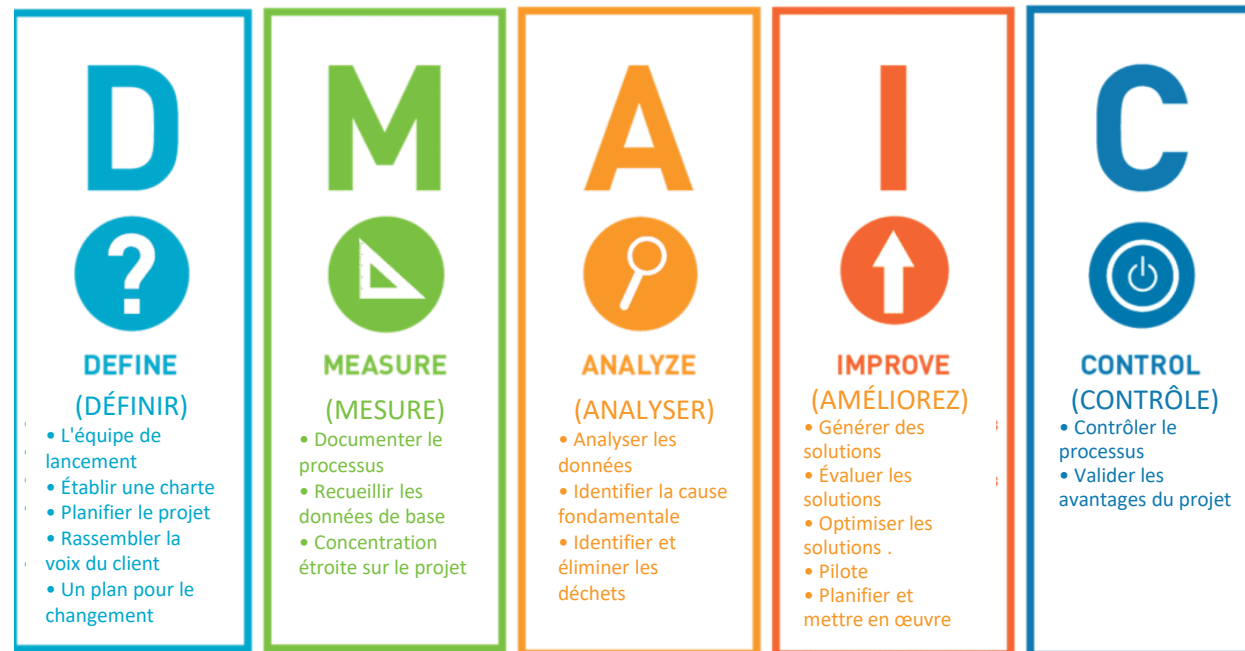 D
DEFINE
(DÉFINIR)
• L'équipe de
lancement
• Établir une charte
• Planifier le projet
• Rassembler la
voix du client
• Un plan pour le
changement
M
MEASURE
(MESURE)
• Documenter le
processus
• Recueillir les
données de base
• Concentration
étroite sur le projet
A
ANALYZE
(ANALYSER)
• Analyser les
données
• Identifier la cause
fondamentale
• Identifier et
éliminer les
déchets
I
IMPROVE
(AMÉLIOREZ)
• Générer des
solutions
• Évaluer les
solutions
• Optimiser les
solutions .
• Pilote
• Planifier et
mettre en œuvre
C
CONTROL
(CONTRÔLE)
• Contrôler le
processus
• Valider les
avantages du projet